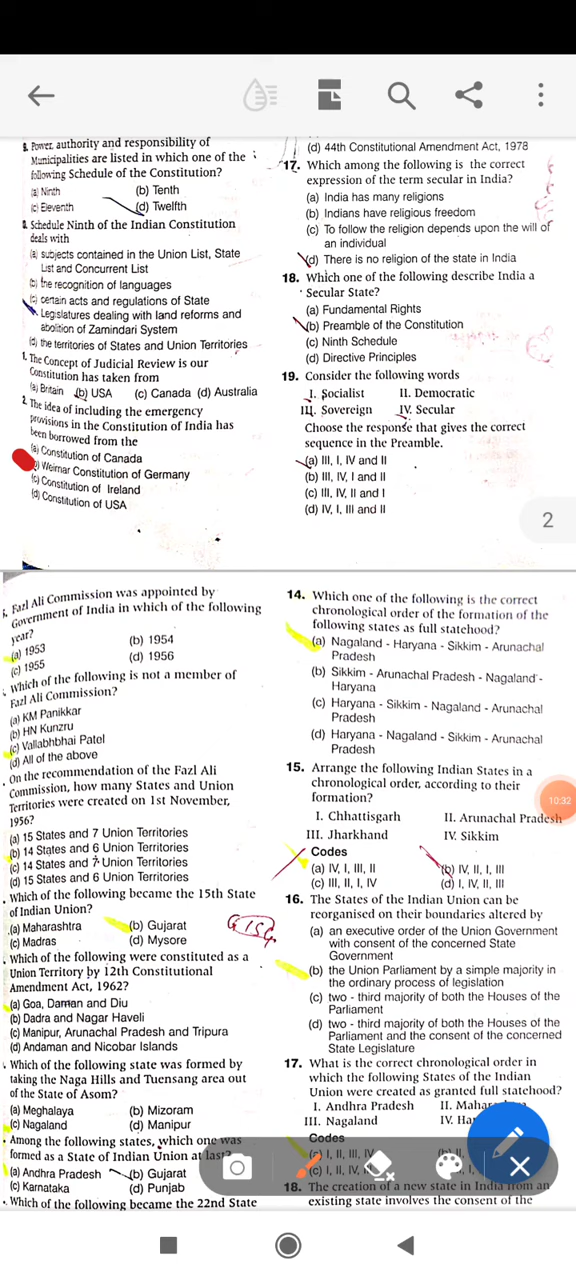 8. Power, authority and responsibility of
Municipalities are listed in which one of the
following Schedule of the Constitution?
(a) Ninth (b) Tenth
(c) Eleventh (d) Twelfth
Schedule Ninth of the Indian Constitution
deals with
(a) subjects contained in the Union List, State
List and Concurrent List
(b) the recognition of languages
(c) certain acts and regulations of State
Legislatures dealing with land reforms and
abolition of Zamindari System
(d) the territories of States and Union Territories
1. The Concept of Judicial Review is our
Constitution has taken from
(a) Britain (b) USA (c) Canada (d) Australia
2. The idea of including the emergency
provisions in the Constitution of India has
been borrowed from the
(a) Constitution of Canada
Weimar Constitution of Germany
(c) Constitution of Ireland
(d) Constitution of USA
(d) 44th Constitutional Amendment Act, 1978
17. Which among the following is the correct
expression of the term secular in India?
(a) India has many religions
(b) Indians have religious freedom
(c) To follow the religion depends upon the will of
an individual
(d) There is no religion of the state in India
18. Which one of the following describe India a
Secular State?
(a) Fundamental Rights
(b) Preamble of the Constitution
(c) Ninth Schedule
(d) Directive Principles
19. Consider the following words
I. Socialist II. Democratic
III. Sovereign IV. Secular
Choose the response that gives the correct
sequence in the Preamble.
(a) III, I, IV and II
(b) III, IV, I and II
(c) III, IV, II and I
(d) IV, I, III and II
2
Fazl Ali Commission was appointed by
Government of India in which of the following
year?
(a) 1953 (b) 1954
(c) 1955 (d) 1956
Which of the following is not a member of
Fazl Ali Commission?
(a) KM Panikkar
(b) HN Kunzru
(c) Vallabhbhai Patel
(d) All of the above
On the recommendation of the Fazl Ali
Commission, how many States and Union
Territories were created on 1st November,
1956?
(a) 15 States and 7 Union Territories
(b) 14 States and 6 Union Territories
(c) 14 States and 7 Union Territories
(d) 15 States and 6 Union Territories
Which of the following became the 15th State
of Indian Union?
(a) Maharashtra (b) Gujarat
(c) Madras (d) Mysore
Which of the following were constituted as a
Union Territory by 12th Constitutional
Amendment Act, 1962?
(a) Goa, Daman and Diu
(b) Dadra and Nagar Haveli
(c) Manipur, Arunachal Pradesh and Tripura
(d) Andaman and Nicobar Islands
Which of the following state was formed by
taking the Naga Hills and Tuensang area out
of the State of Asom?
(a) Meghalaya (b) Mizoram
(c) Nagaland (d) Manipur
Among the following states, which one was
formed as a State of Indian Union at last?
(a) Andhra Pradesh (b) Gujarat
(c) Karnataka (d) Punjab
Which of the following became the 22nd State
14. Which one of the following is the correct
chronological order of the formation of the
following states as full statehood?
(a) Nagaland - Haryana - Sikkim - Arunachal
Pradesh
(b) Sikkim - Arunachal Pradesh - Nagaland -
Haryana
(c) Haryana - Sikkim - Nagaland - Arunachal
Pradesh
(d) Haryana - Nagaland - Sikkim - Arunachal
Pradesh
15. Arrange the following Indian States in a
chronological order, according to their
formation?
10:32
I. Chhattisgarh II. Arunachal Pradesh
III. Jharkhand IV. Sikkim
Codes
(a) IV, I, III, II (b) IV, II, I, III
(c) III, II, I, IV (d) I, IV, II, III
16. The States of the Indian Union can be
reorganised on their boundaries altered by
(a) an executive order of the Union Government
with consent of the concerned State
Government
(b) the Union Parliament by a simple majority in
the ordinary process of legislation
(c) two - third majority of both the Houses of the
Parliament
(d) two - third majority of both the Houses of the
Parliament and the consent of the concerned
State Legislature
17. What is the correct chronological order in
which the following States of the Indian
Union were created as granted full statehood?
I. Andhra Pradesh II.
III. Nagaland IV.
Codes
(a) I, II, III, IV
(c) I, II, IV,
18. The creation of a new state in India from an
existing state involves the consent of the